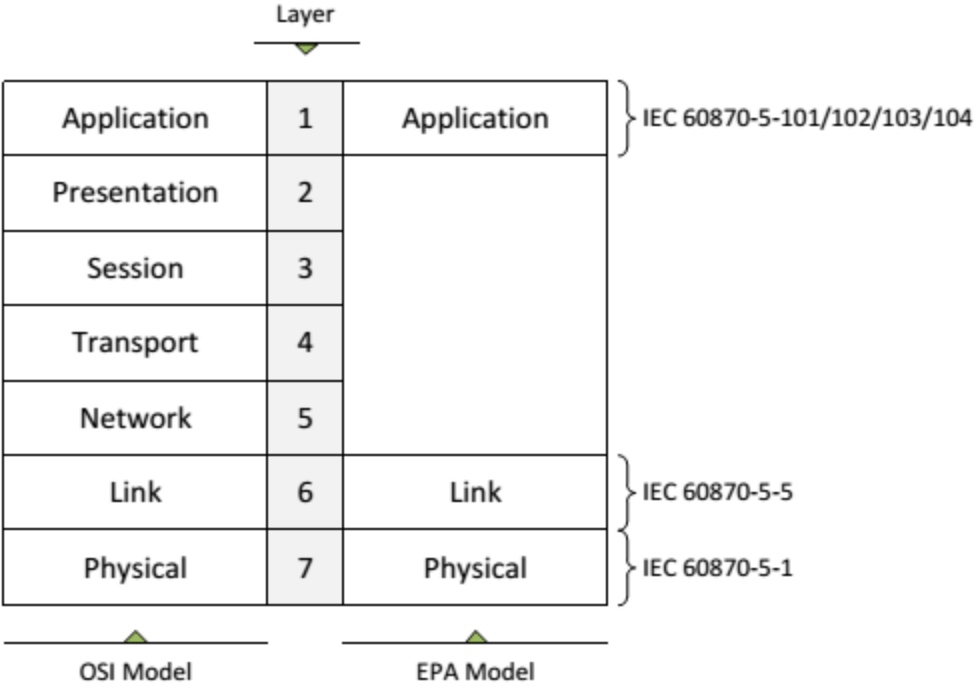 Layer
Application 1 Application IEC 60870-5-101/102/103/104
Presentation 2
Session 3
Transport 4
Network 5
Link 6 Link IEC 60870-5-5
Physical 7 Physical IEC 60870-5-1
OSI Model EPA Model